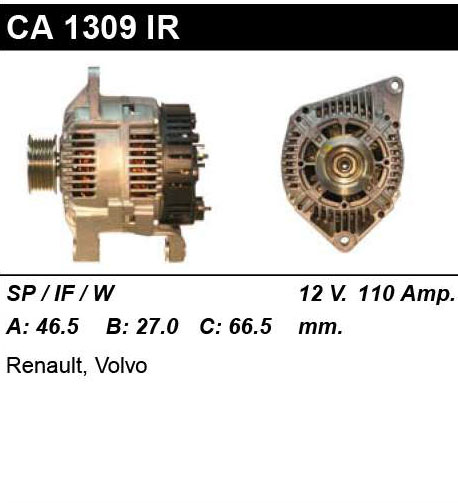 CA 1309 IR
SP / IF / W 12 V. 110 Amp.
A: 46.5 B: 27.0 C: 66.5 mm.
Renault, Volvo